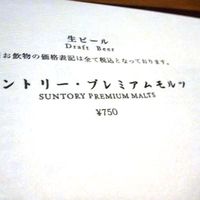 生ビール
Draft Beer
お飲物の価格表記は全て税込となっております。
ントリー・プレミアムモルツ
SUNTORY PREMIUM MALTS
¥750